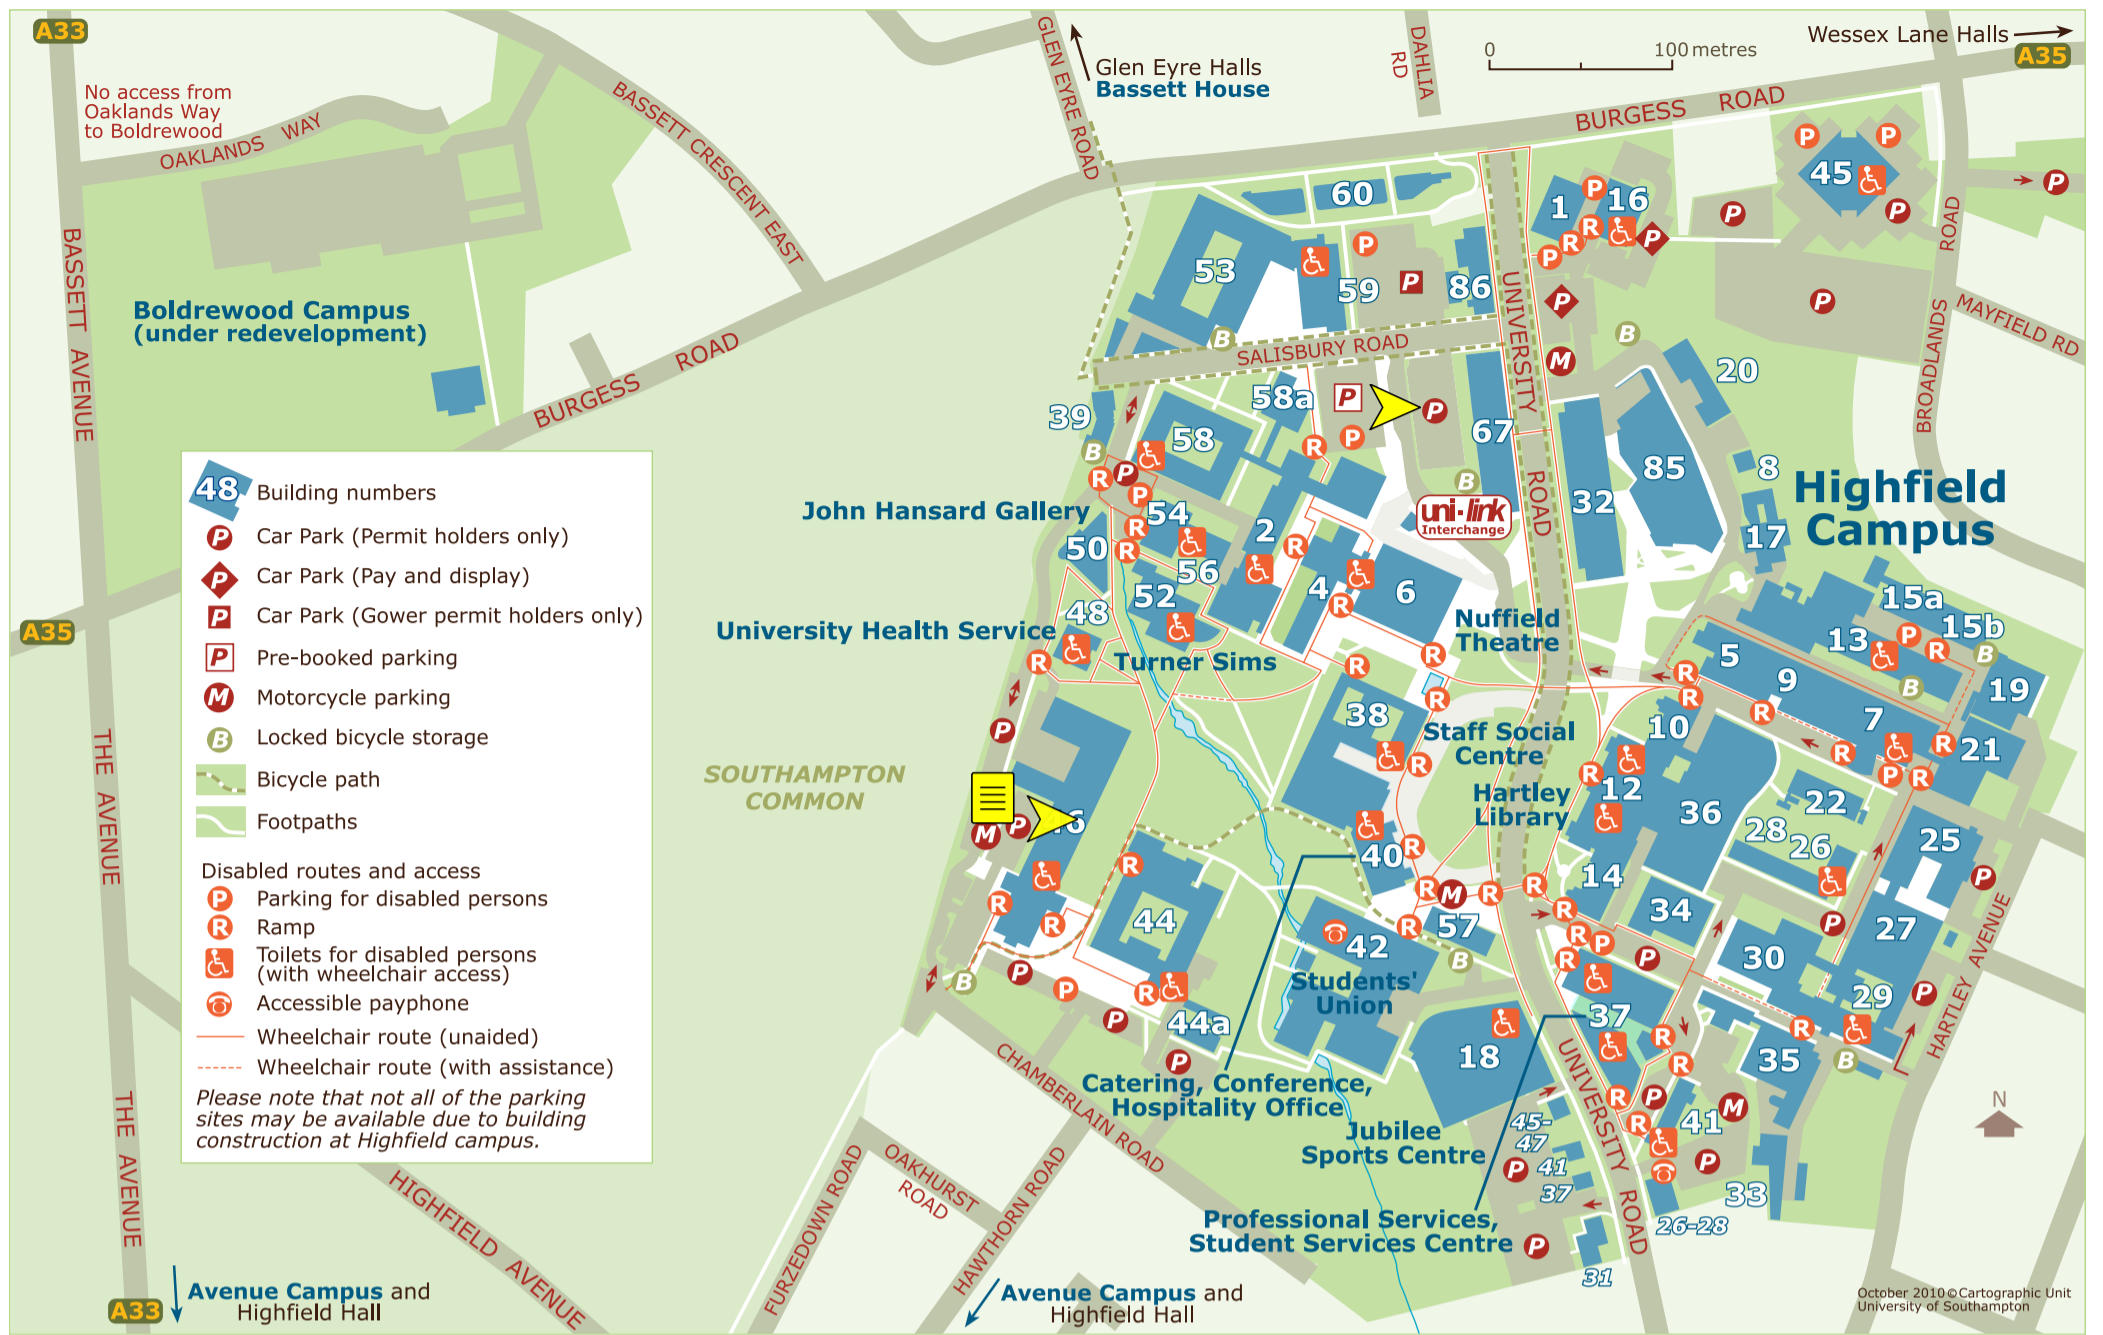 A33
No access from
Oaklands Way
to Boldrewood
OAKLANDS WAY
BASSETT CRESCENT EAST
GLEN EYRE ROAD
Glen Eyre Halls
Bassett House
DAHLIA
RD
0 100 metres
Wessex Lane Halls
A35
BURGESS ROAD
BASSETT AVENUE
Boldrewood Campus
(under redevelopment)
BURGESS ROAD
A35
48 Building numbers
P Car Park (Permit holders only)
P Car Park (Pay and display)
P Car Park (Gower permit holders only)
P Pre-booked parking
M Motorcycle parking
B Locked bicycle storage
Bicycle path
Footpaths
Disabled routes and access
P Parking for disabled persons
R Ramp
Toilets for disabled persons
(with wheelchair access)
Accessible payphone
Wheelchair route (unaided)
Wheelchair route (with assistance)
Please note that not all of the parking
sites may be available due to building
construction at Highfield campus.
THE AVENUE
THE AVENUE
HIGHFIELD AVENUE
A33
Avenue Campus and
Highfield Hall
60
1
16
45
53
59
86
UNIVERSITY ROAD
SALISBURY ROAD
BROADLANDS ROAD
MAYFIELD RD
20
39
58a
58
67
85
8
32
17
Highfield
Campus
uni-link
Interchange
John Hansard Gallery
54
50
2
56
52
4
6
48
University Health Service
Turner Sims
Nuffield
Theatre
15a
15b
13
5
9
19
7
10
21
38
Staff Social
Centre
Hartley
Library
12
36
22
28
26
25
SOUTHAMPTON
COMMON
46
40
14
34
44
57
42
Students'
Union
30
27
29
44a
37
18
35
HARTLEY AVENUE
CHAMBERLAIN ROAD
Catering, Conference,
Hospitality Office
Jubilee
Sports Centre
45-
47
41
37
41
UNIVERSITY ROAD
33
26-28
31
Professional Services,
Student Services Centre
N
OAKHURST
ROAD
FURZEDOWN ROAD
HAWTHORN ROAD
Avenue Campus and
Highfield Hall
October 2010 © Cartographic Unit
University of Southampton